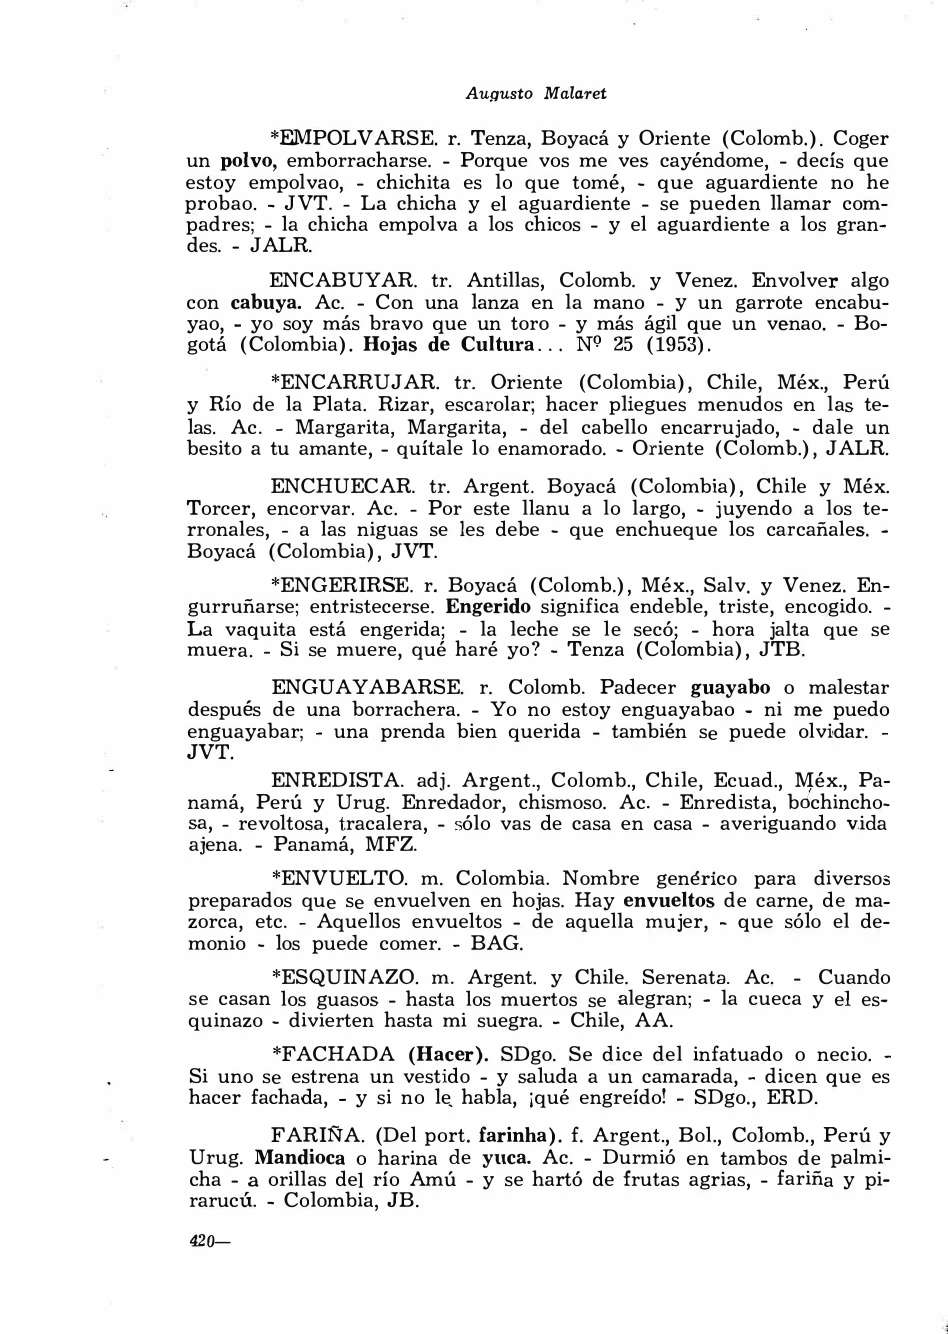 Augusto Malaret
*EMPOLVARSE. r. Tenza, Boyacá y Oriente (Colomb.). Coger
un polvo, emborracharse. - Porque vos me ves cayéndome, - decís que
estoy empolvao, - chichita es lo que tomé, - que aguardiente no he
probao. - JVT. - La chicha y el aguardiente - se pueden llamar com-
padres; - la chicha empolva a los chicos - y el aguardiente a los gran-
des. - JALR.
ENCABUYAR. tr. Antillas, Colomb. y Venez. Envolver algo
con cabuya. Ac. - Con una lanza en la mano - y un garrote encabu-
yao, - yo soy más bravo que un toro - y más ágil que un venao. - Bo-
gotá (Colombia). Hojas de Cultura... Nº 25 (1953).
*ENCARRUJAR. tr. Oriente (Colombia), Chile, Méx., Perú
y Río de la Plata. Rizar, escarolar; hacer pliegues menudos en las te-
las. Ac. - Margarita, Margarita, - del cabello encarrujado, - dale un
besito a tu amante, - quítale lo enamorado. - Oriente (Colomb.), JALR.
ENCHUECAR. tr. Argent. Boyacá (Colombia), Chile y Méx.
Torcer, encorvar. Ac. - Por este llanu a lo largo, - juyendo a los te-
rronales, - a las niguas se les debe - que enchueque los carcañales. -
Boyacá (Colombia), JVT.
*ENGERIRSE. r. Boyacá (Colomb.), Méx., Salv. y Venez. En-
gurruñarse; entristecerse. Engerido significa endeble, triste, encogido. -
La vaquita está engerida; - la leche se le secó; - hora jalta que se
muera. - Si se muere, qué haré yo? - Tenza (Colombia), JTB.
ENGUAYABARSE. r. Colomb. Padecer guayabo o malestar
después de una borrachera. - Yo no estoy enguayabao - ni me puedo
enguayabar; - una prenda bien querida - también se puede olvidar. -
JVT.
ENREDISTA. adj. Argent., Colomb., Chile, Ecuad., Méx., Pa-
namá, Perú y Urug. Enredador, chismoso. Ac. - Enredista, bochincho-
sa, - revoltosa, tracalera, - sólo vas de casa en casa - averiguando vida
ajena. - Panamá, MFZ.
*ENVUELTO. m. Colombia. Nombre genérico para diversos
preparados que se envuelven en hojas. Hay envueltos de carne, de ma-
zorca, etc. - Aquellos envueltos - de aquella mujer, - que sólo el de-
monio - los puede comer. - BAG.
*ESQUINAZO. m. Argent. y Chile. Serenata. Ac. - Cuando
se casan los guasos - hasta los muertos se alegran; - la cueca y el es-
quinazo - divierten hasta mi suegra. - Chile, AA.
*FACHADA (Hacer). SDgo. Se dice del infatuado o necio. -
Si uno se estrena un vestido - y saluda a un camarada, - dicen que es
hacer fachada, - y si no le habla, ¡qué engreído! - SDgo., ERD.
FARIÑA. (Del port. farinha). f. Argent., Bol., Colomb., Perú y
Urug. Mandioca o harina de yuca. Ac. - Durmió en tambos de palmi-
cha - a orillas del río Amú - y se hartó de frutas agrias, - fariña y pi-
rarucú. - Colombia, JB.
420—